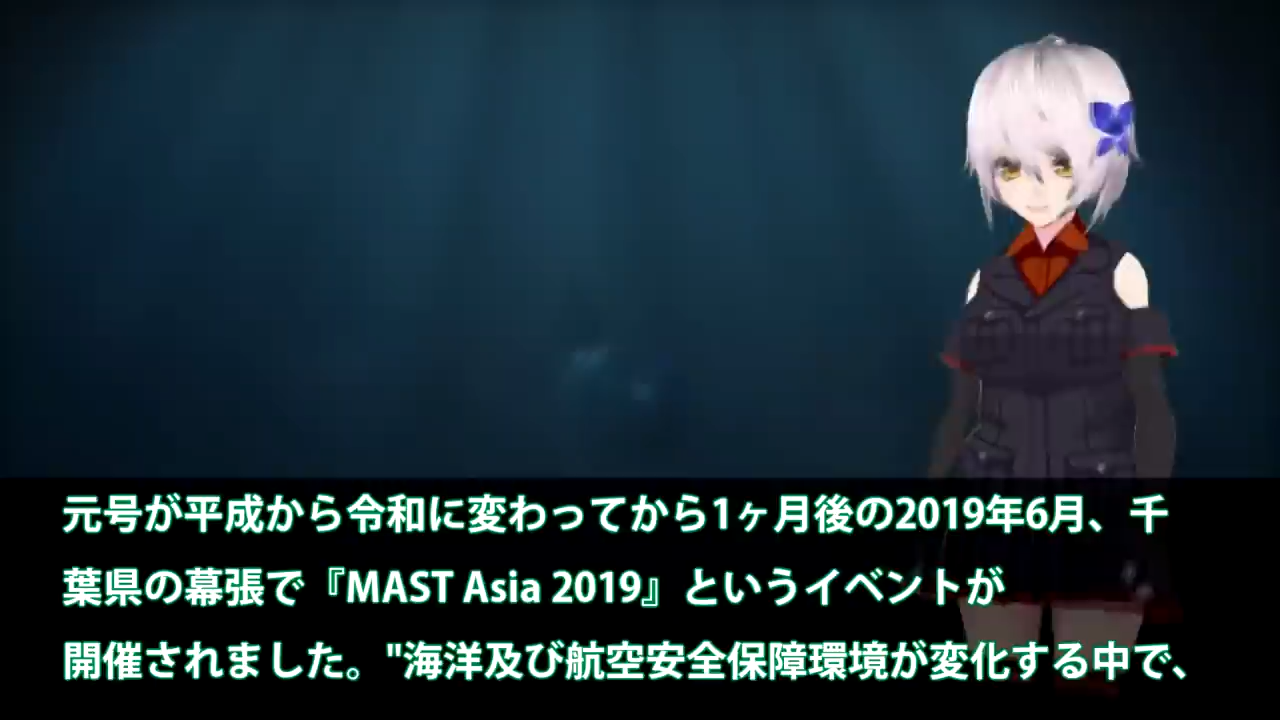 元号が平成から令和に変わってから1ヶ月後の2019年6月、千
葉県の幕張で『MAST Asia 2019』というイベントが
開催されました。"海洋及び航空安全保障環境が変化する中で、